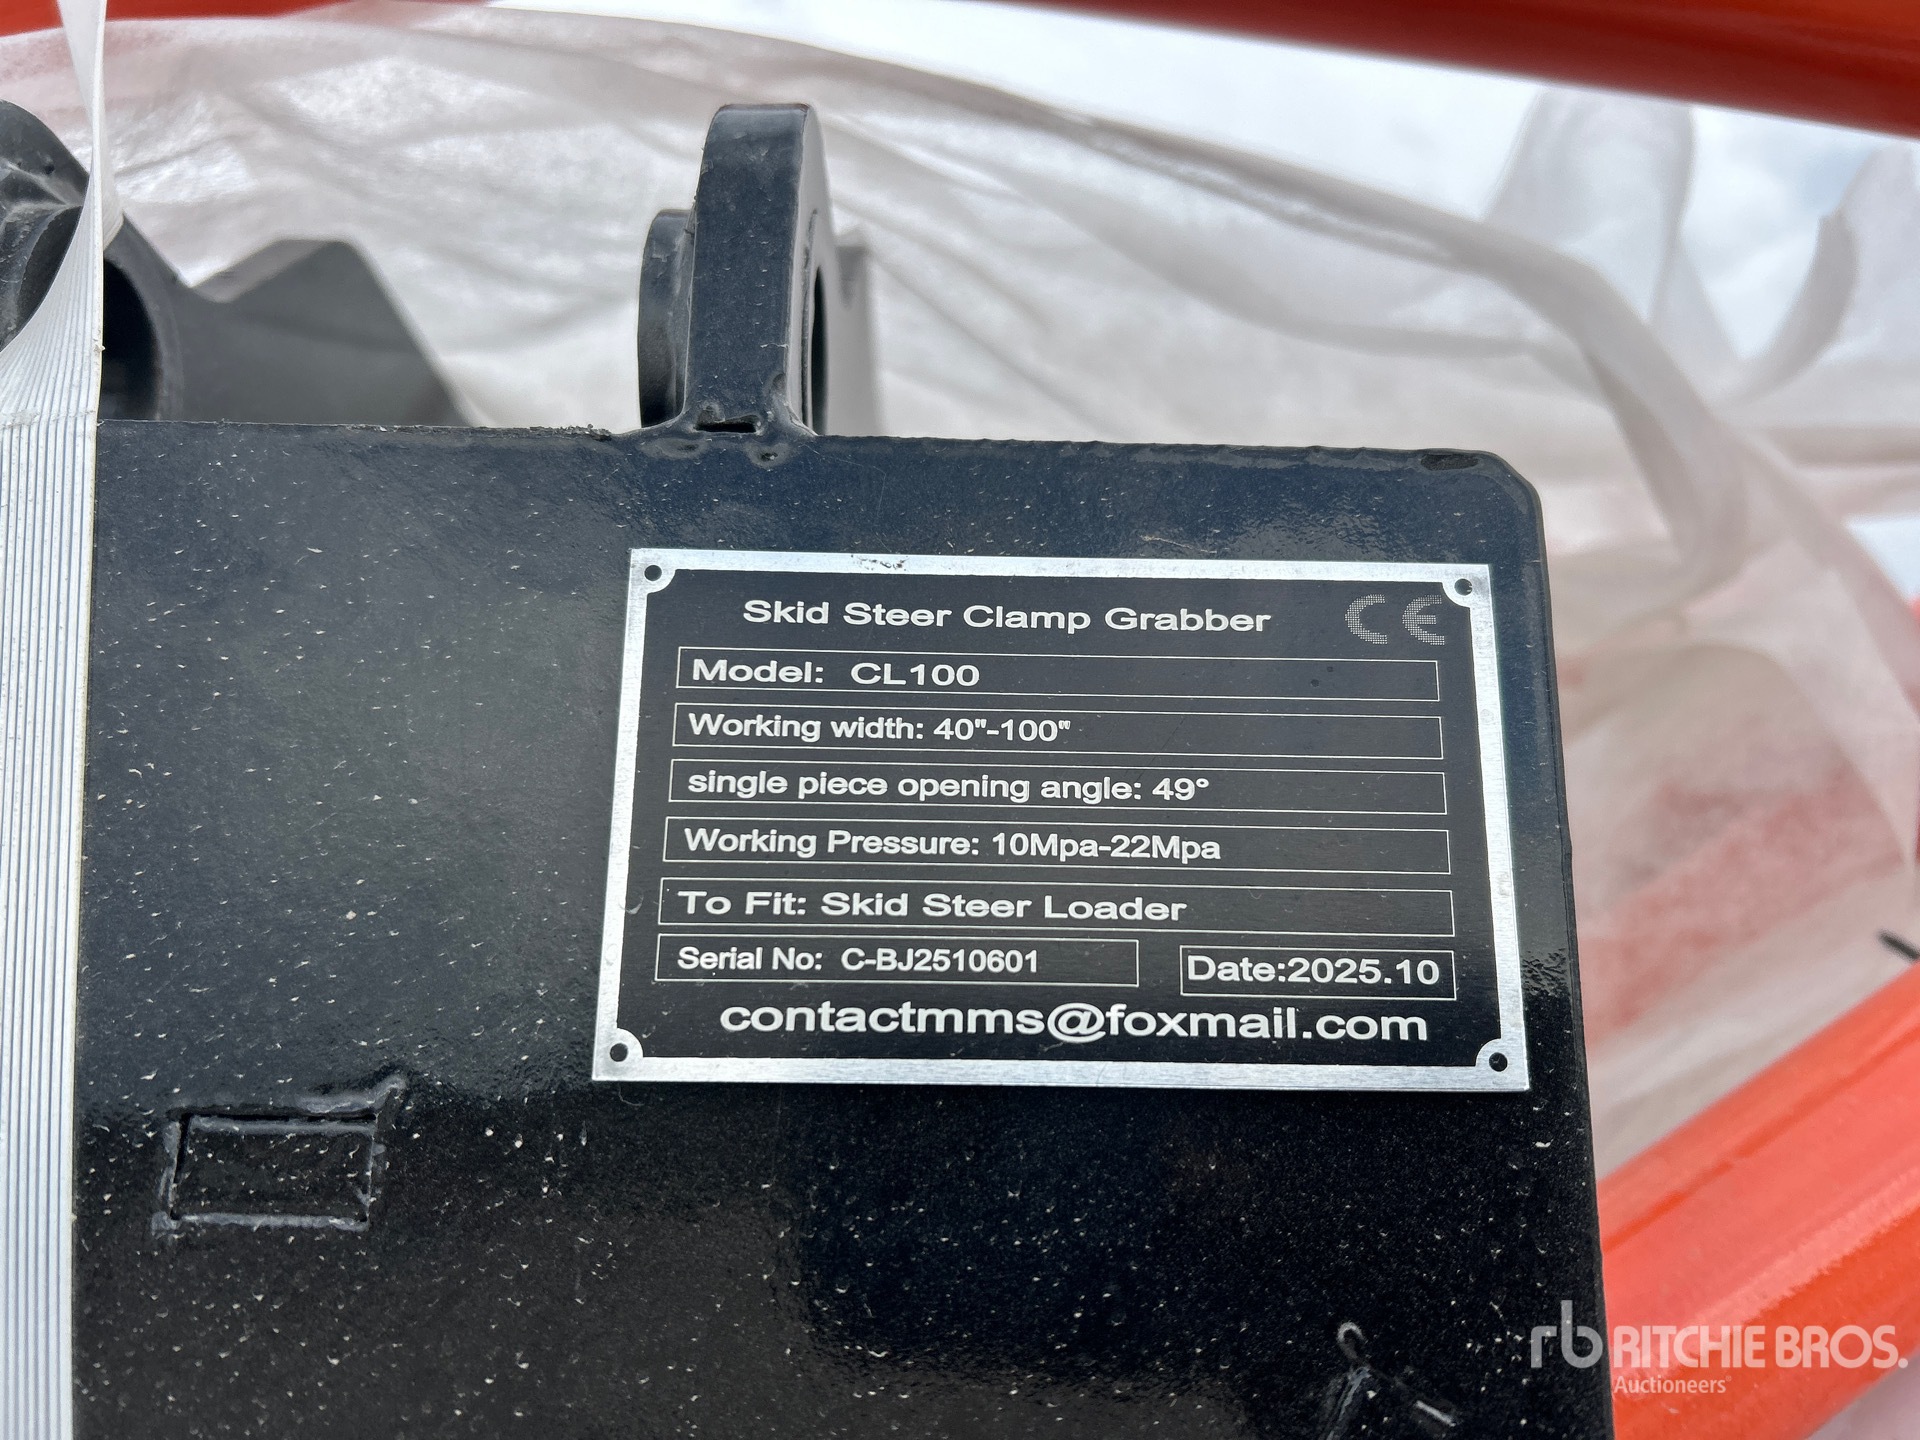 Skid Steer Clamp Grabber CE
Model: CL100
Working width: 40"-100"
single piece opening angle: 49°
Working Pressure: 10Mpa-22Mpa
To Fit: Skid Steer Loader
Serial No: C-BJ2510601 Date:2025.10
contactmms@foxmail.com
rb RITCHIE BROS.
Auctioneers